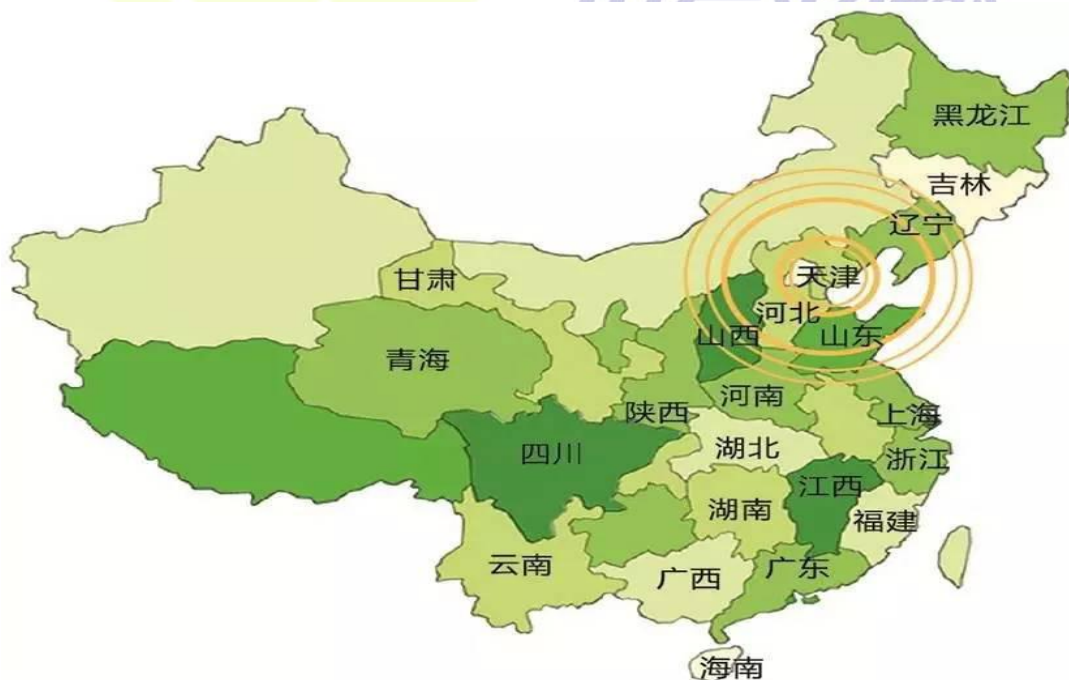 黑龙江
吉林
辽宁
天津
甘肃
河北
山西
山东
青海
河南
陕西
上海
四川
湖北
浙江
江西
湖南
福建
云南
广东
广西
海南